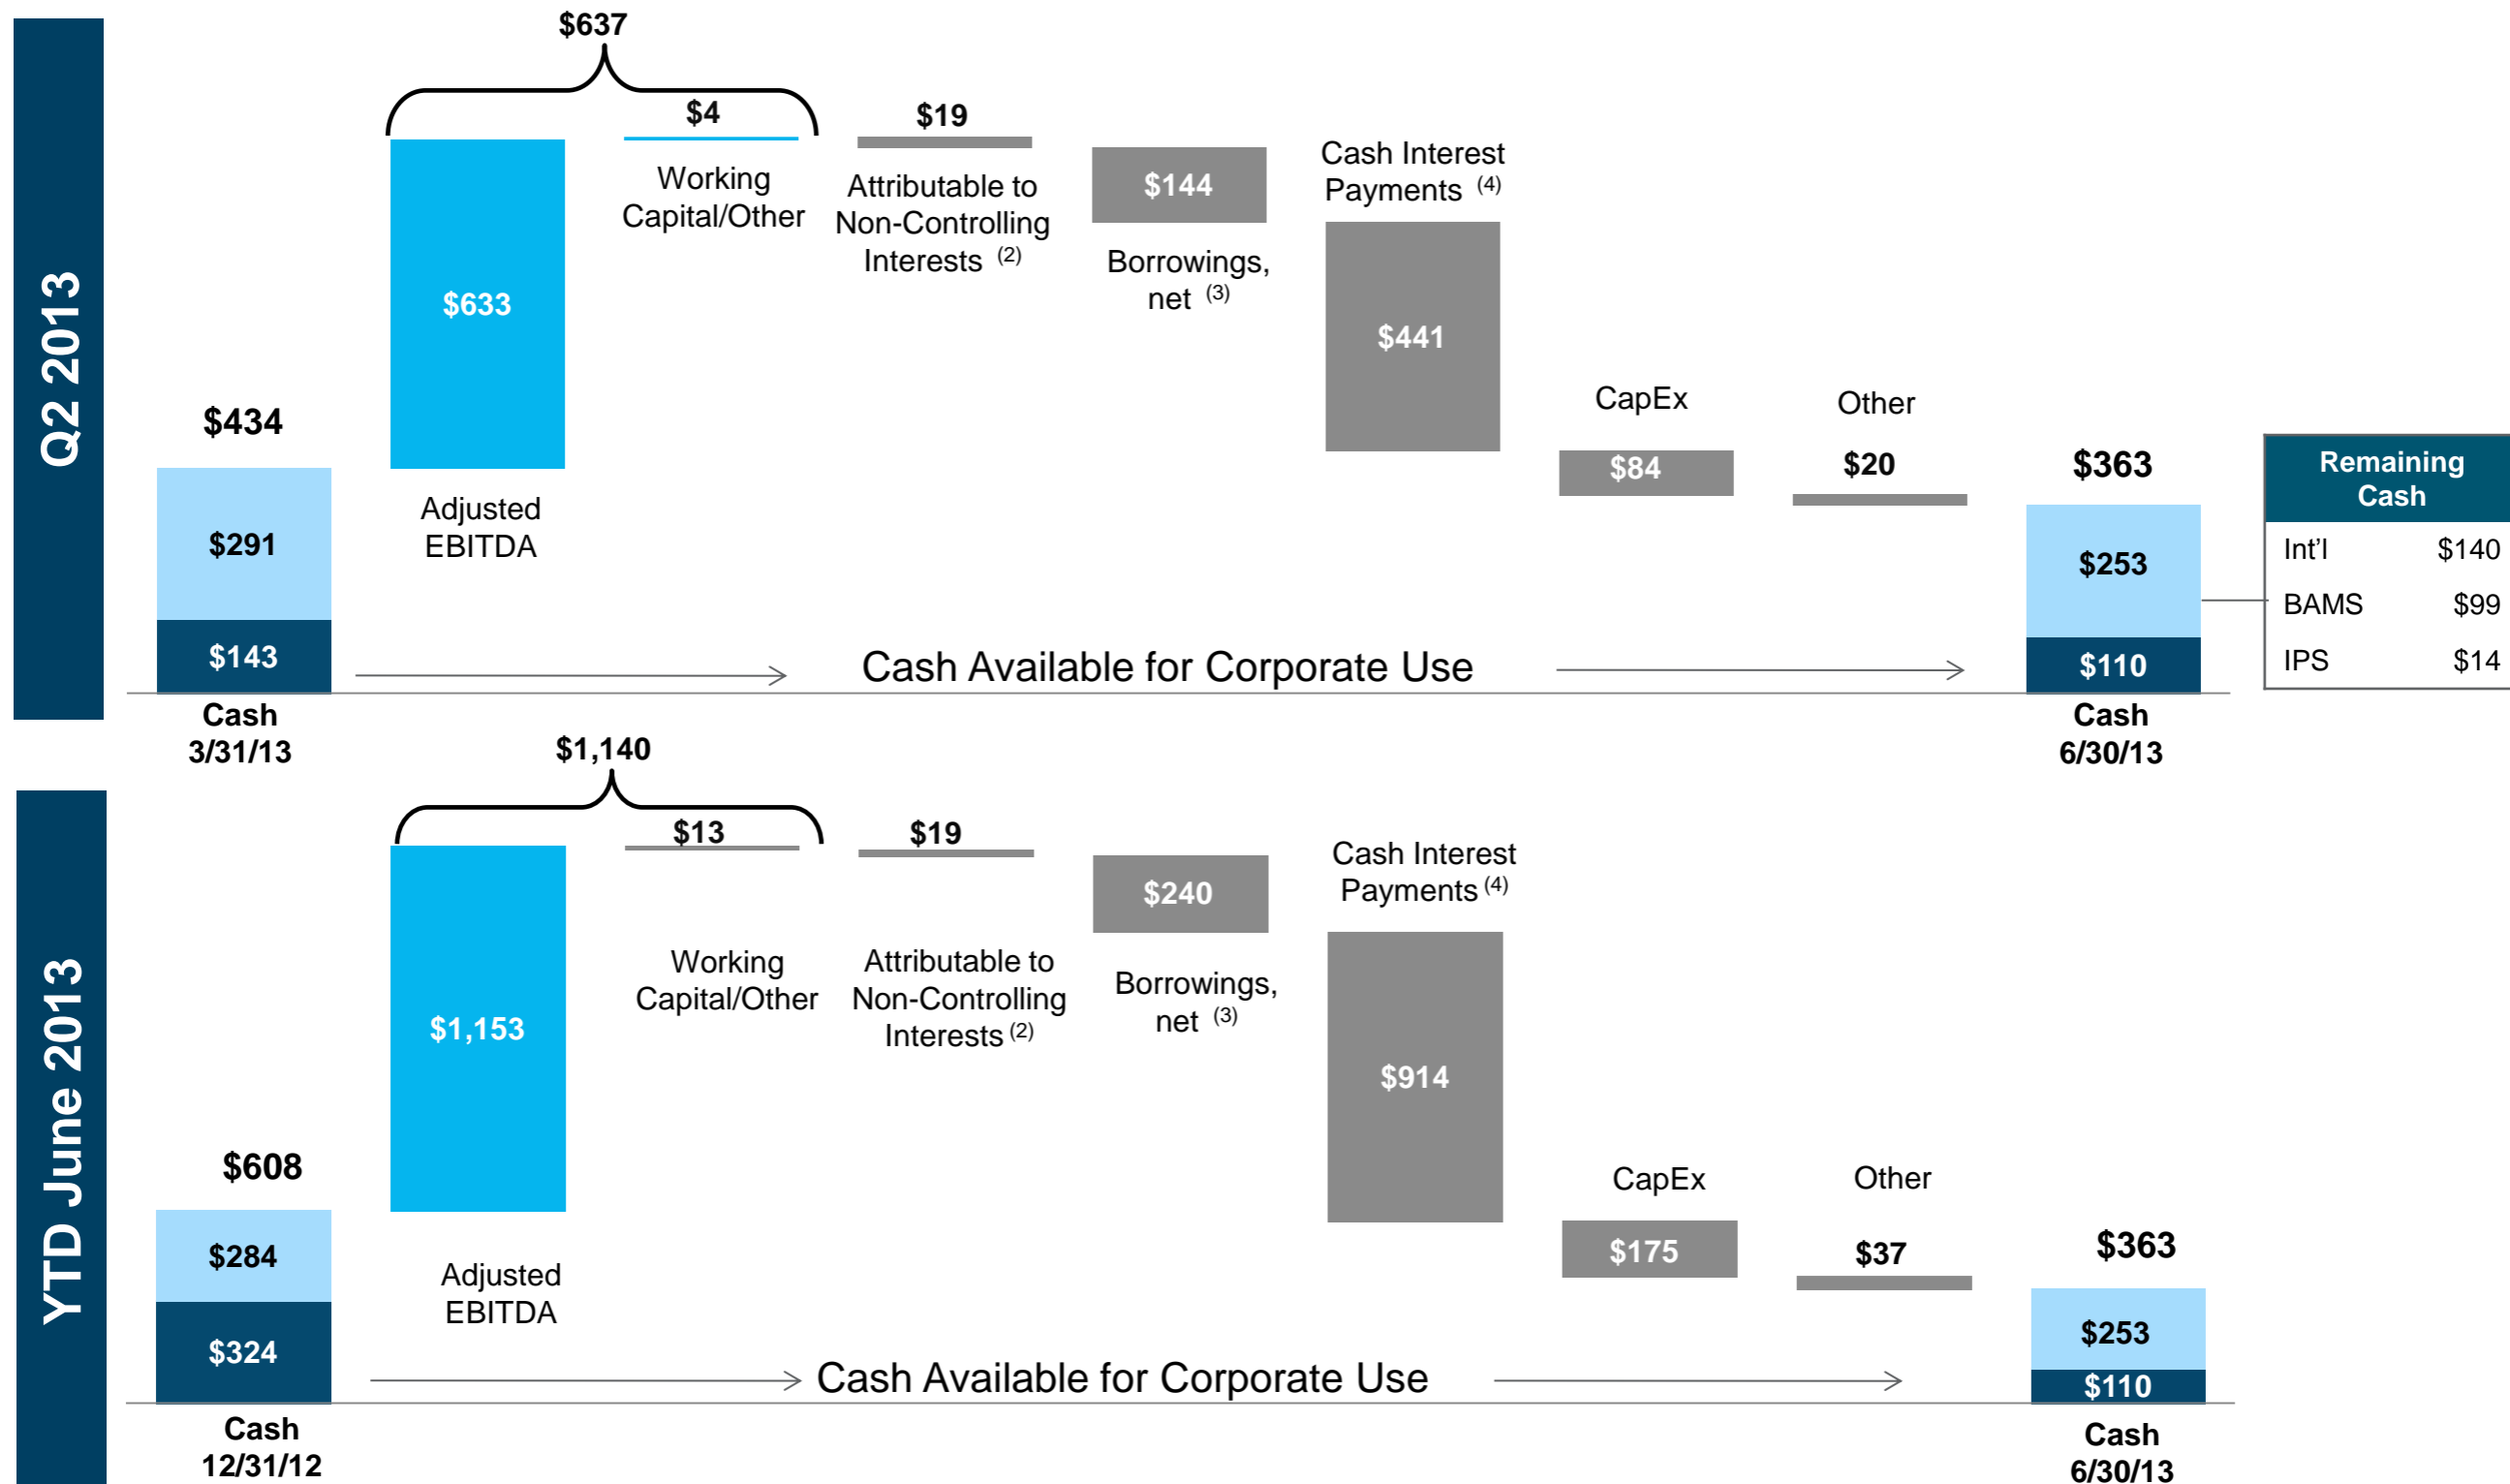 Q2 2013
$637
$4
$19
Working
Capital/Other
Attributable to
Non-Controlling
Interests (2)
$144
Borrowings,
net (3)
Cash Interest
Payments (4)
$633
$441
Adjusted
EBITDA
$434
$291
$143
CapEx
$84
Other
$20
$363
$253
$110
Remaining
Cash
Int'l $140
BAMS $99
IPS $14
Cash Available for Corporate Use
Cash
3/31/13
Cash
6/30/13
YTD June 2013
$1,140
$13
$19
Working
Capital/Other
Attributable to
Non-Controlling
Interests (2)
$240
Borrowings,
net (3)
Cash Interest
Payments (4)
$1,153
$914
Adjusted
EBITDA
$608
$284
$324
CapEx
$175
Other
$37
$363
$253
$110
Cash Available for Corporate Use
Cash
12/31/12
Cash
6/30/13